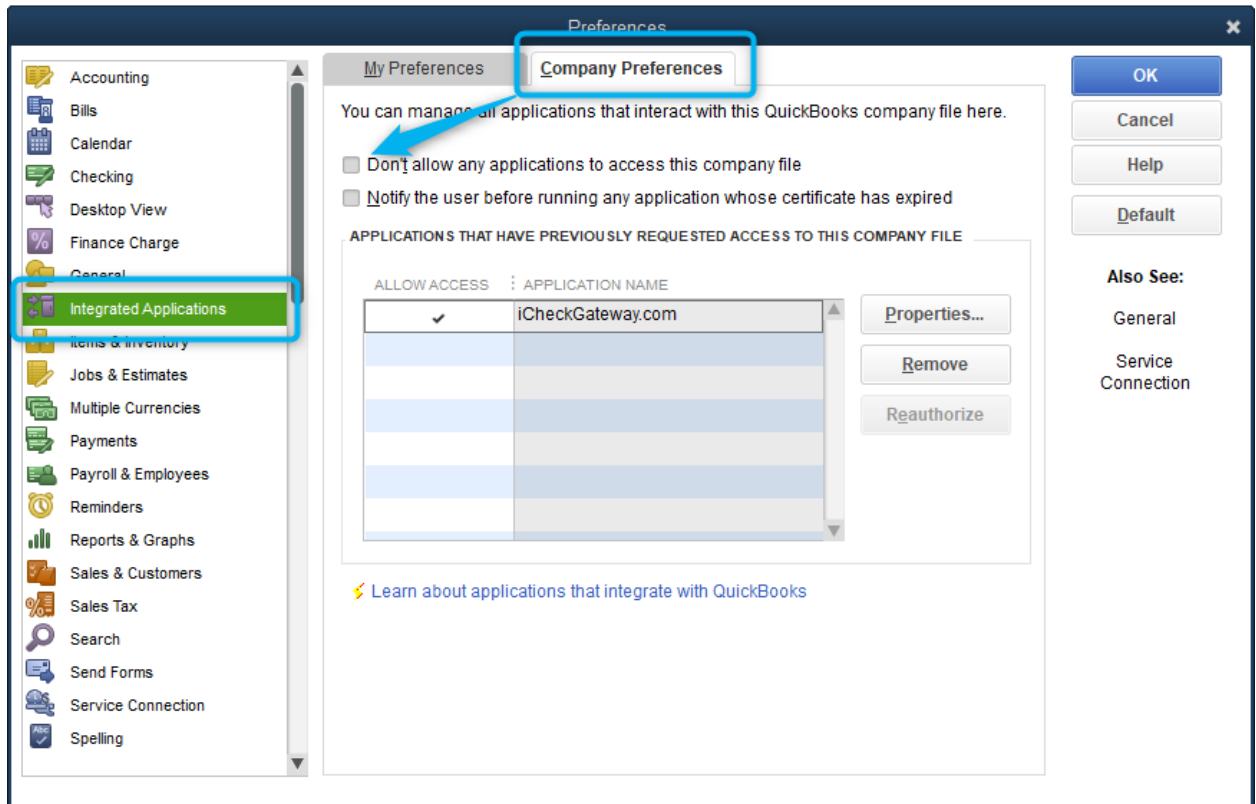 Preferences
Accounting
Bills
Calendar
Checking
Desktop View
Finance Charge
General
Integrated Applications
Items & Inventory
Jobs & Estimates
Multiple Currencies
Payments
Payroll & Employees
Reminders
Reports & Graphs
Sales & Customers
Sales Tax
Search
Send Forms
Service Connection
Abc
Spelling
My Preferences
Company Preferences
You can manage all applications that interact with this QuickBooks company file here.
Don't allow any applications to access this company file
Notify the user before running any application whose certificate has expired
APPLICATIONS THAT HAVE PREVIOUSLY REQUESTED ACCESS TO THIS COMPANY FILE
ALLOW ACCESS APPLICATION NAME
iCheckGateway.com
Properties...
Remove
Reauthorize
Learn about applications that integrate with QuickBooks
OK
Cancel
Help
Default
Also See:
General
Service
Connection